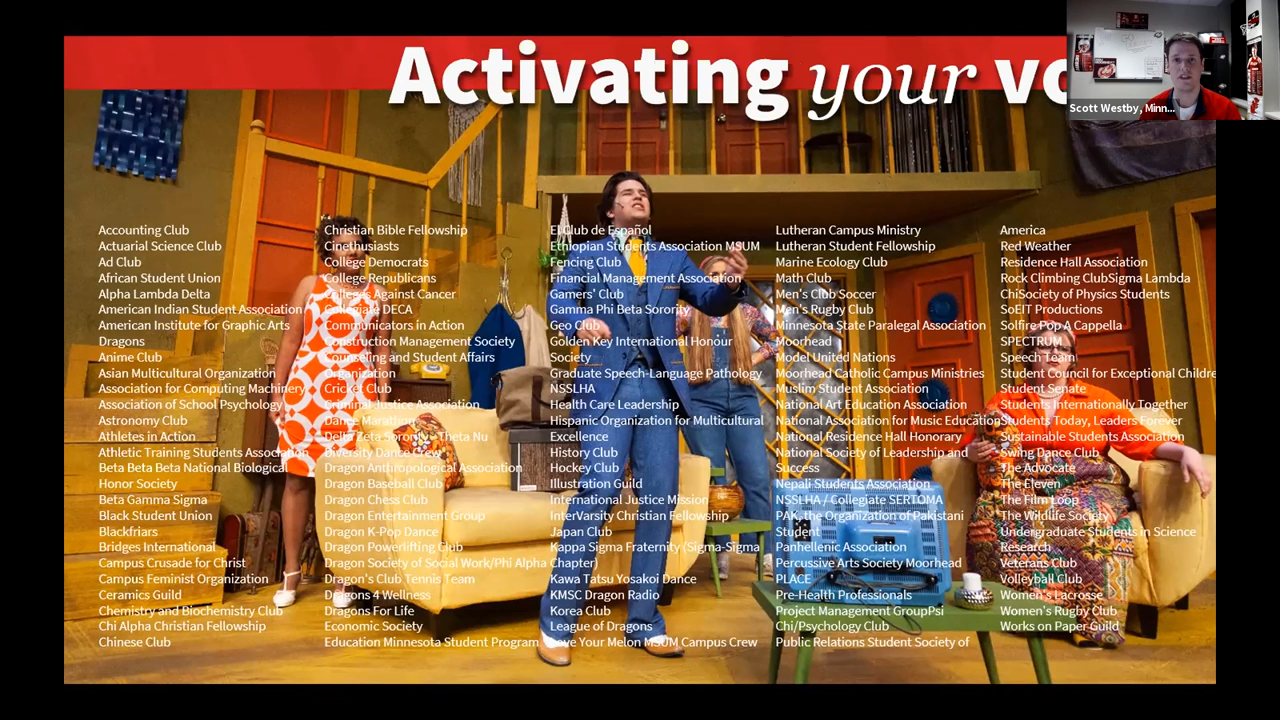 Activating your vo
Scott Westby, Minn...
Accounting Club
Actuarial Science Club
Ad Club
African Student Union
Alpha Lambda Delta
American Indian Student Association
American Institute for Graphic Arts
Dragons
Anime Club
Asian Multicultural Organization
Association for Computing Machinery
Association of School Psychology
Astronomy Club
Athletes in Action
Athletic Training Students Association
Beta Beta Beta National Biological
Honor Society
Beta Gamma Sigma
Black Student Union
Blackfriars
Bridges International
Campus Crusade for Christ
Campus Feminist Organization
Ceramics Guild
Chemistry and Biochemistry Club
Chi Alpha Christian Fellowship
Chinese Club
Christian Bible Fellowship
Cinethusiasts
College Democrats
College Republicans
Colleges Against Cancer
Collegiate DECA
Communicators in Action
Construction Management Society
Counseling and Student Affairs
Organization
Cricket Club
Criminal Justice Association
Dance Marathon
Delta Zeta Sorority - Theta Nu
Diversity Dance Crew
Dragon Anthropological Association
Dragon Baseball Club
Dragon Chess Club
Dragon Entertainment Group
Dragon K-Pop Dance
Dragon Powerlifting Club
Dragon Society of Social Work/Phi Alpha
Dragon's Club Tennis Team
Dragons 4 Wellness
Dragons For Life
Economic Society
Education Minnesota Student Program
El Club de Español
Ethiopian Students Association MSUM
Fencing Club
Financial Management Association
Gamers' Club
Gamma Phi Beta Sorority
Geo Club
Golden Key International Honour
Society
Graduate Speech-Language Pathology
NSSLHA
Health Care Leadership
Hispanic Organization for Multicultural
Excellence
History Club
Hockey Club
Illustration Guild
International Justice Mission
InterVarsity Christian Fellowship
Japan Club
Kappa Sigma Fraternity (Sigma-Sigma
Chapter)
Kawa Tatsu Yosakoi Dance
KMSC Dragon Radio
Korea Club
League of Dragons
Love Your Melon MSUM Campus Crew
Lutheran Campus Ministry
Lutheran Student Fellowship
Marine Ecology Club
Math Club
Men's Club Soccer
Men's Rugby Club
Minnesota State Paralegal Association
Moorhead
Model United Nations
Moorhead Catholic Campus Ministries
Muslim Student Association
National Art Education Association
National Association for Music Education
National Residence Hall Honorary
National Society of Leadership and
Success
Nepali Students Association
NSSLHA / Collegiate SERTOMA
PAK, the Organization of Pakistani
Student
Panhellenic Association
Percussive Arts Society Moorhead
PLACE
Pre-Health Professionals
Project Management GroupPsi
Chi/Psychology Club
Public Relations Student Society of
America
Red Weather
Residence Hall Association
Rock Climbing ClubSigma Lambda
ChiSociety of Physics Students
SoEIT Productions
Solfire Pop A Cappella
SPECTRUM
Speech Team
Student Council for Exceptional Childre
Student Senate
Students Internationally Together
Students Today, Leaders Forever
Sustainable Students Association
Swing Dance Club
The Advocate
The Eleven
The Film Loop
The Wildlife Society
Undergraduate Students in Science
Research
Veterans Club
Volleyball Club
Women's Lacrosse
Women's Rugby Club
Works on Paper Guild